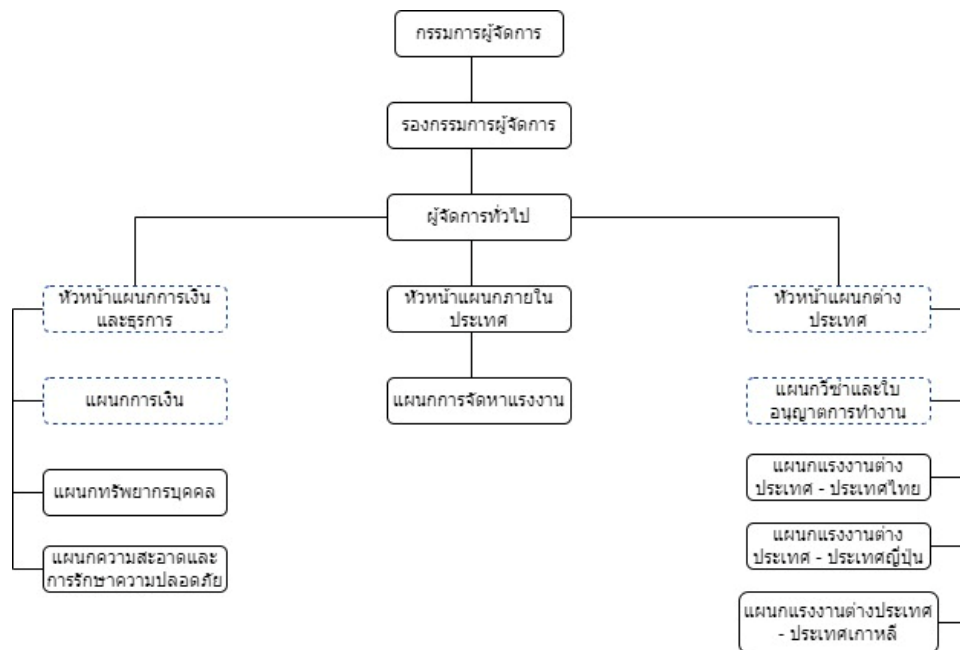 กรรมการผู้จัดการ
รองกรรมการผู้จัดการ
ผู้จัดการทั่วไป
หัวหน้าแผนกการเงิน
และธุรการ
หัวหน้าแผนกภายใน
ประเทศ
หัวหน้าแผนกต่าง
ประเทศ
แผนกการเงิน
แผนกการจัดหาแรงงาน
แผนกวีซ่าและใบ
อนุญาตการทำงาน
แผนกทรัพยากรบุคคล
แผนกแรงงานต่าง
ประเทศ - ประเทศไทย
แผนกความสะอาดและ
การรักษาความปลอดภัย
แผนกแรงงานต่าง
ประเทศ - ประเทศญี่ปุ่น
แผนกแรงงานต่างประเทศ
- ประเทศเกาหลี